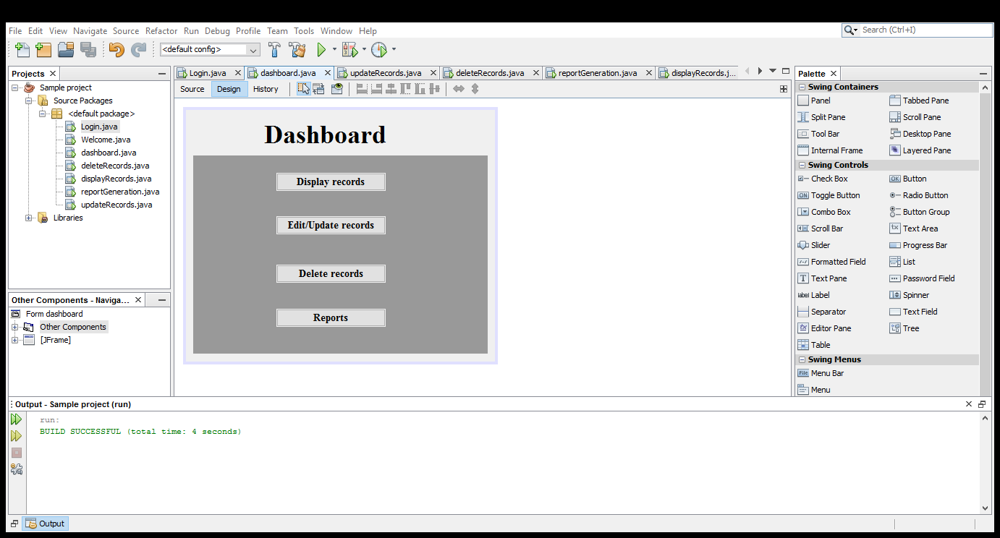 File Edit View Navigate Source Refactor Run Debug Profile Team Tools Window Help
Search (Ctrl+I)
<default config>
Projects
Sample project
Source Packages
<default package>
Login.java
Welcome.java
dashboard.java
deleteRecords.java
displayRecords.java
reportGeneration.java
updateRecords.java
Libraries
Other Components - Naviga...
Form dashboard
Other Components
[JFrame]
Login.java dashboard.java updateRecords.java deleteRecords.java reportGeneration.java displayRecords.j...
Source Design History
Dashboard
Display records
Edit/Update records
Delete records
Reports
Palette
Swing Containers
Panel Tabbed Pane
Split Pane Scroll Pane
Tool Bar Desktop Pane
Internal Frame Layered Pane
Swing Controls
Check Box OK Button
ON Toggle Button Radio Button
Combo Box Button Group
Scroll Bar Text Area
Slider Progress Bar
Formatted Field List
T Text Pane Password Field
label Label Spinner
Separator Text Field
Editor Pane Tree
Table
Swing Menus
File Menu Bar
Menu
Output - Sample project (run)
run:
BUILD SUCCESSFUL (total time: 4 seconds)
Output